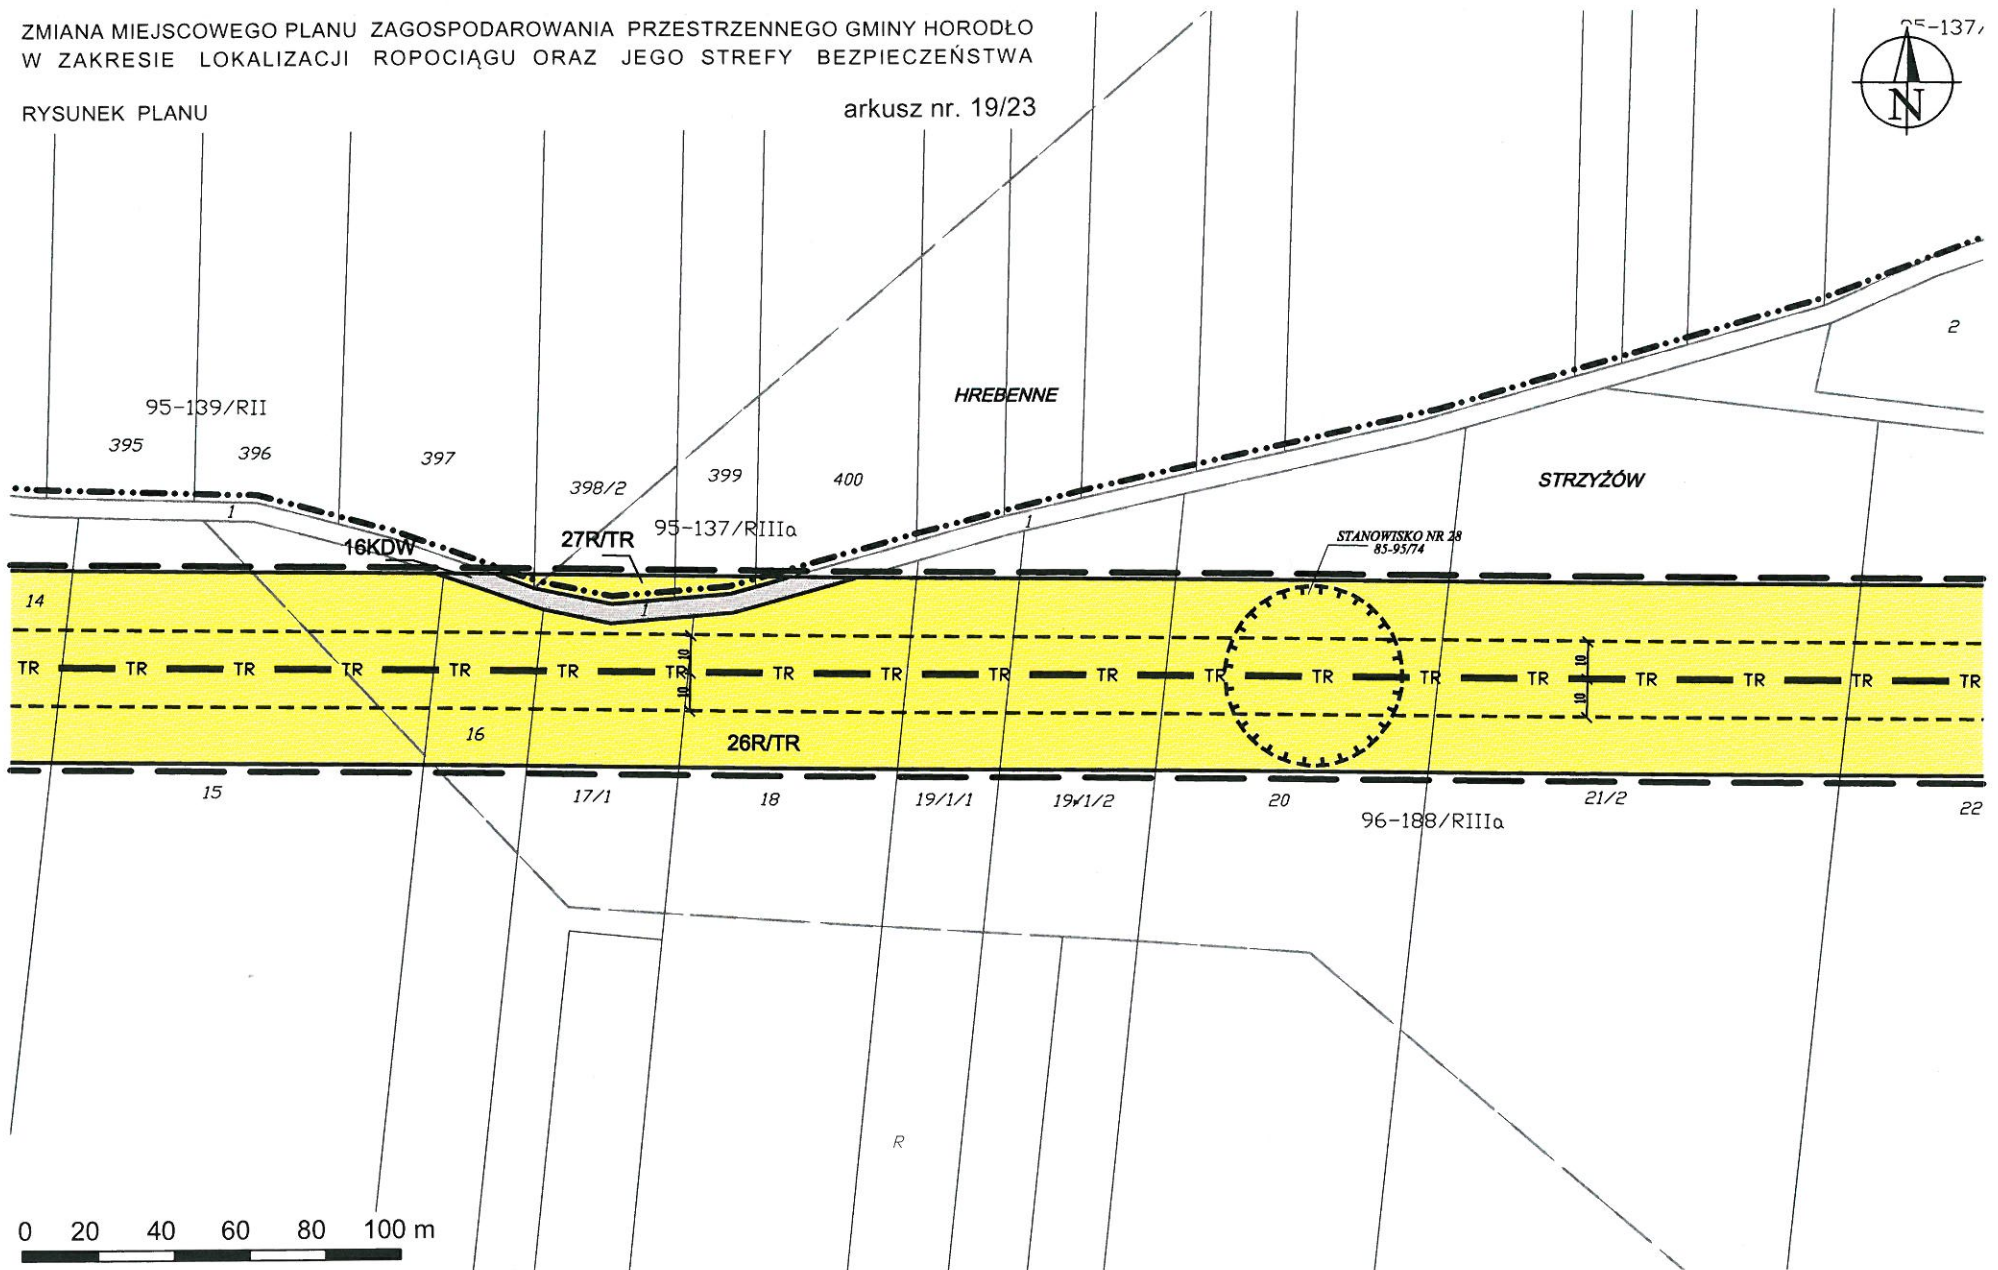 ZMIANA MIEJSCOWEGO PLANU ZAGOSPODAROWANIA PRZESTRZENNEGO GMINY HORODŁO
W ZAKRESIE LOKALIZACJI ROPOCIĄGU ORAZ JEGO STREFY BEZPIECZEŃSTWA
RYSUNEK PLANU
arkusz nr. 19/23
N
2
HREBENNE
95-139/RII
395
396
397
398/2
399
400
STRZYŻÓW
1
1
95-137/RIIIa
27R/TR
16KDW
STANOWISKO NR 28
85-95/74
14
1
TR TR TR TR TR TR TR TR TR TR TR TR TR TR TR TR TR TR TR
10
10
10
10
16
26R/TR
15
17/1
18
19/1/1
19/1/2
20
21/2
22
96-188/RIIIa
R
0 20 40 60 80 100 m